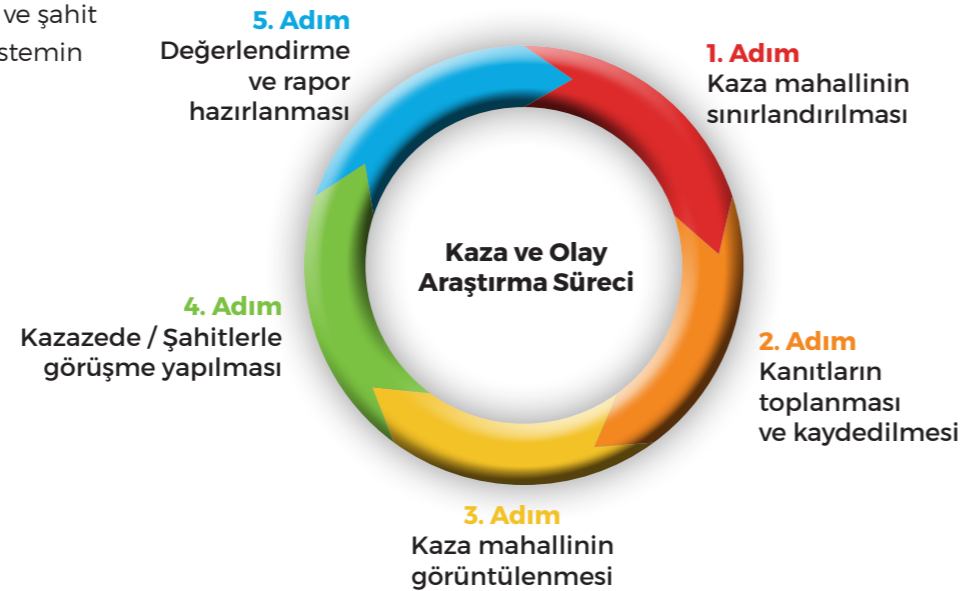 ve şahit
stemin
5. Adım
Değerlendirme
ve rapor
hazırlanması
1. Adım
Kaza mahallinin
sınırlandırılması
Kaza ve Olay
Araştırma Süreci
4. Adım
Kazazede / Şahitlerle
görüşme yapılması
2. Adım
Kanıtların
toplanması
ve kaydedilmesi
3. Adım
Kaza mahallinin
görüntülenmesi